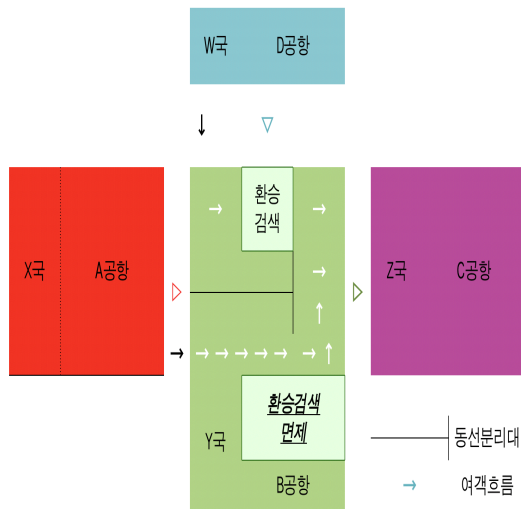 W국 D공항
환승
검색
X국 A공항
Z국 C공항
환승검색
면제
Y국
B공항
동선분리대
여객흐름